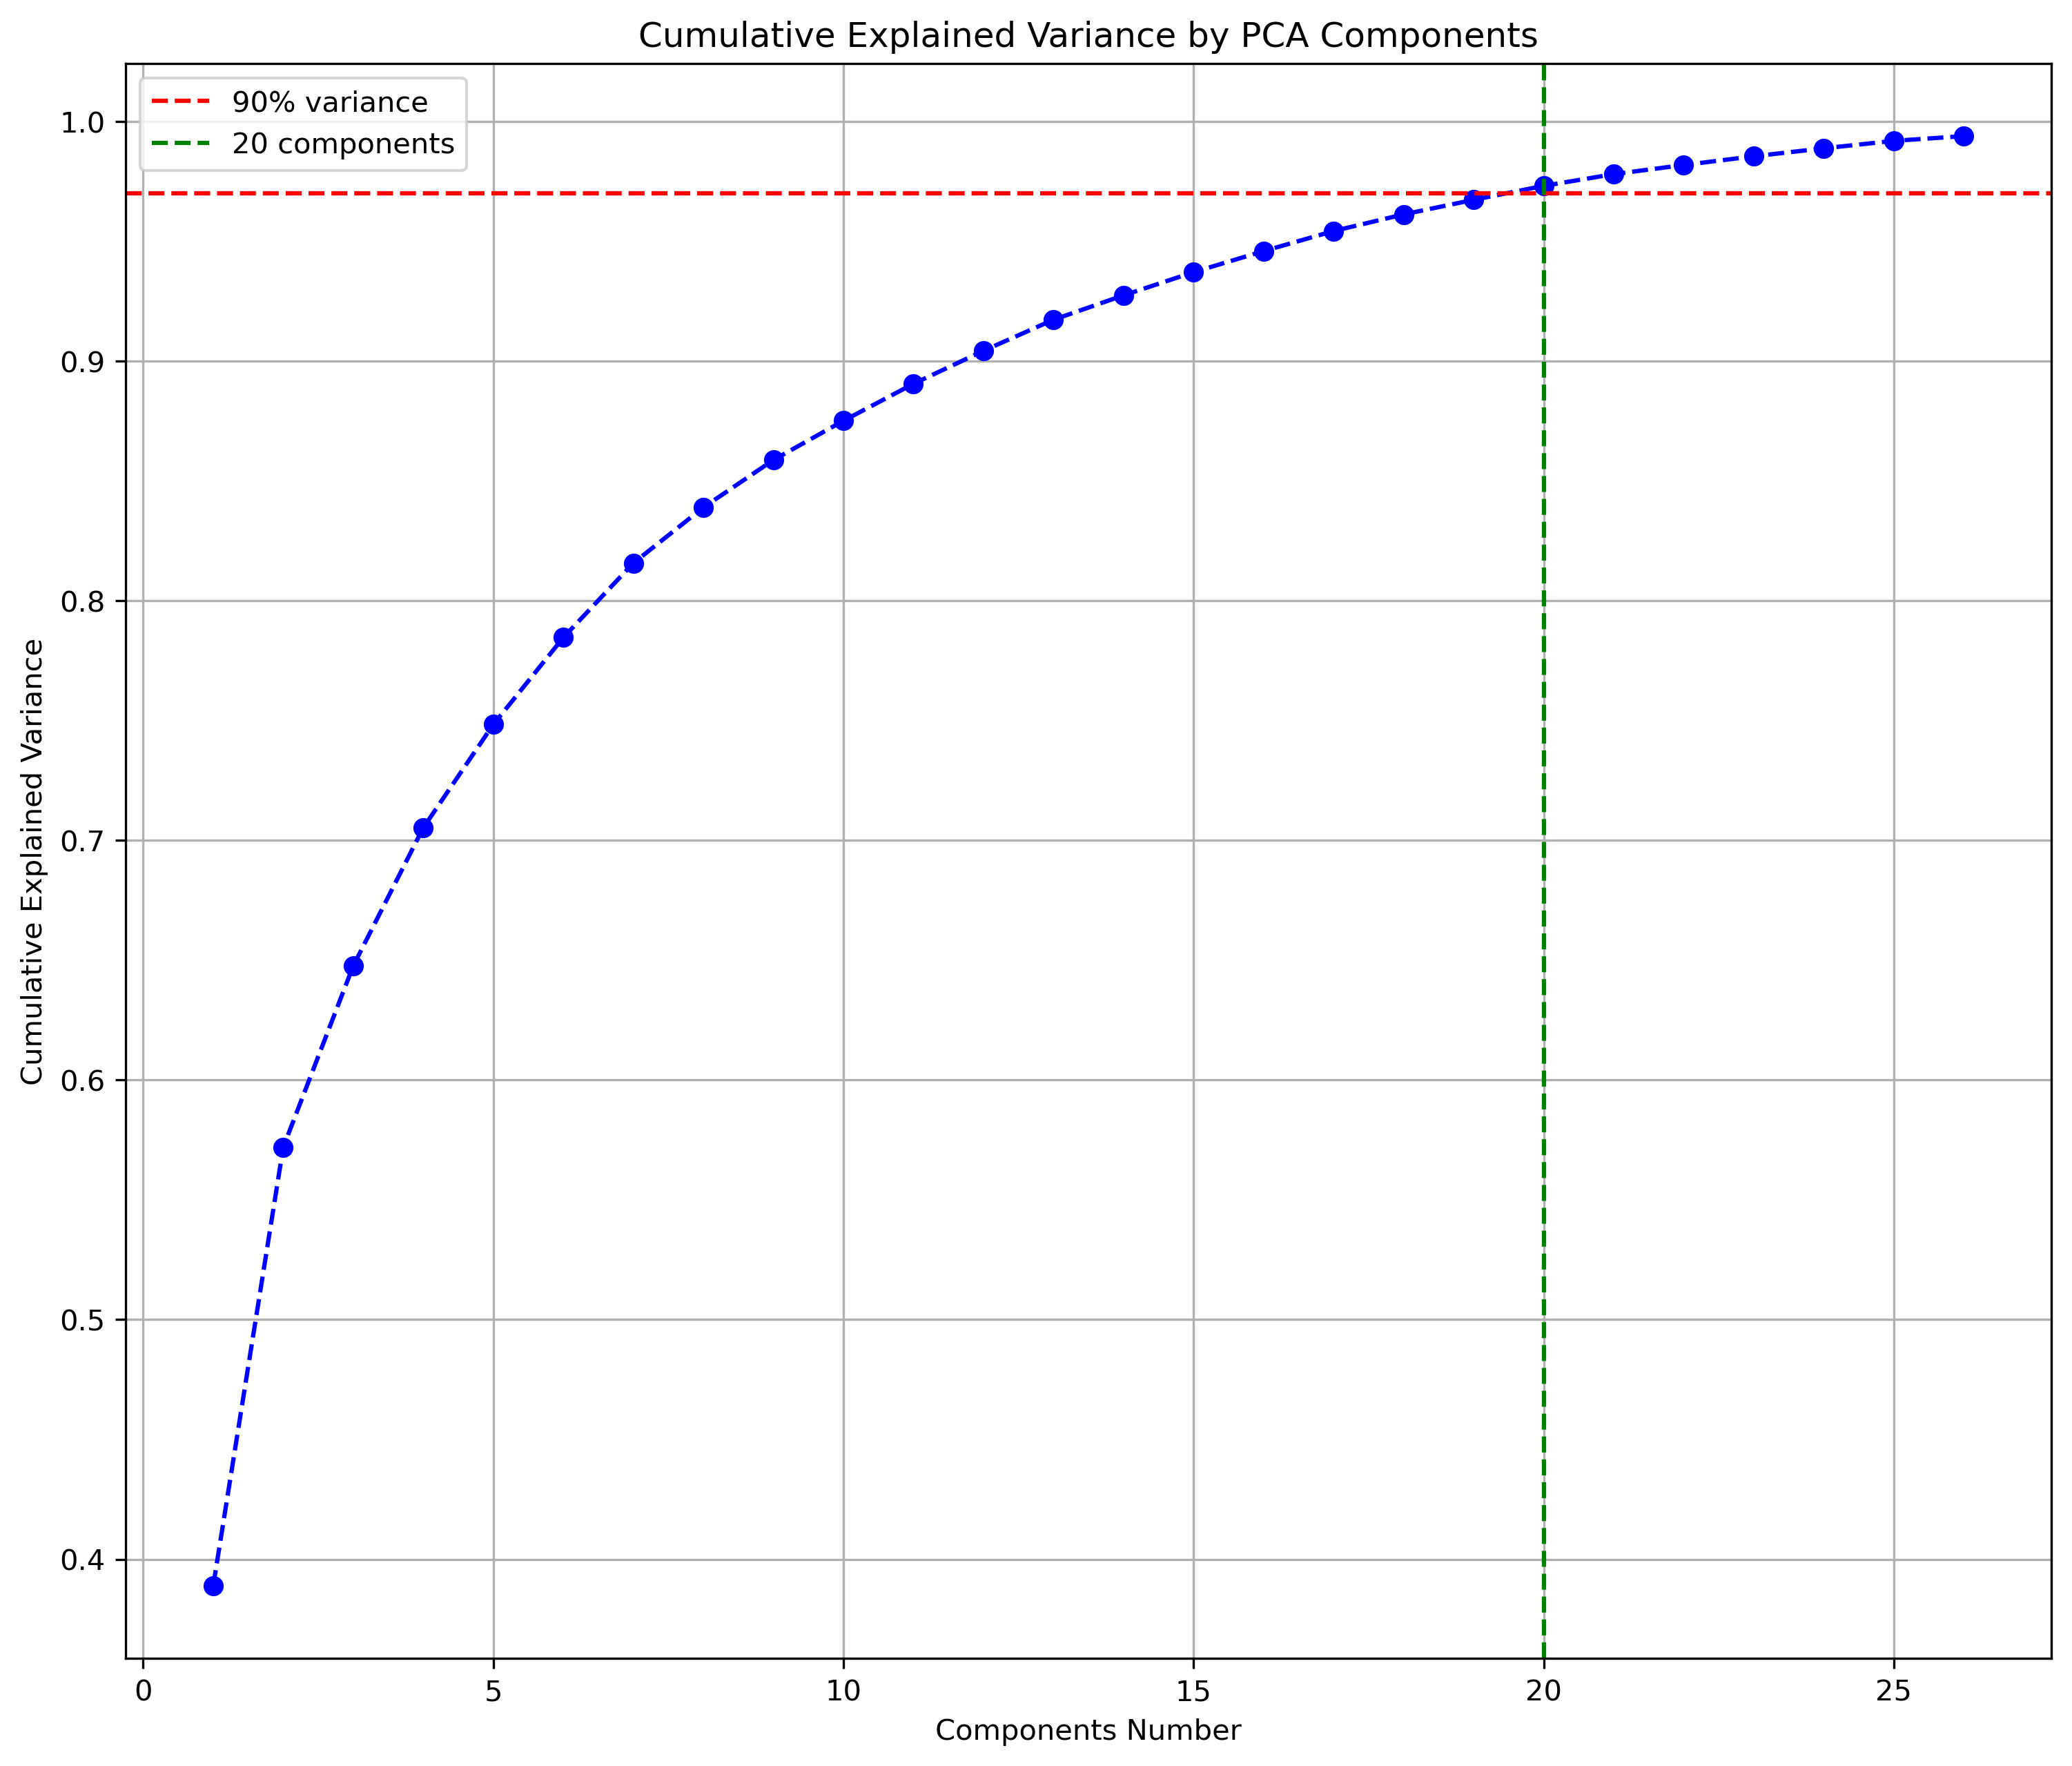 Cumulative Explained Variance by PCA Components
90% variance
20 components
1.0
0.9
0.8
0.7
0.6
0.5
0.4
Cumulative Explained Variance
0 5 10 15 20 25
Components Number